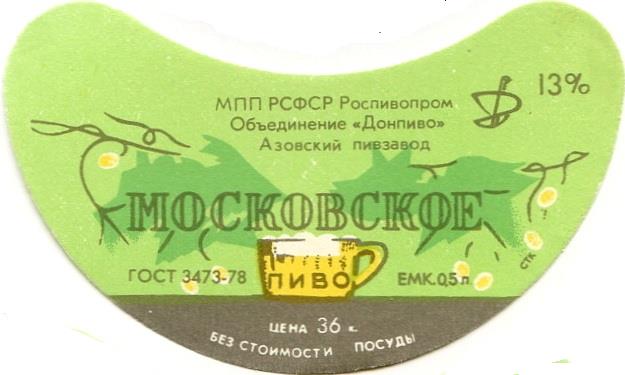 МПП РСФСР Роспивопром
13%
Объединение «Донпиво»
Азовский пивзавод
МОСКОВСКОЕ
ПИВО
ГОСТ 3473-78
ЕМК.0,5л.
СТК
ЦЕНА 36 к.
БЕЗ СТОИМОСТИ ПОСУДЫ